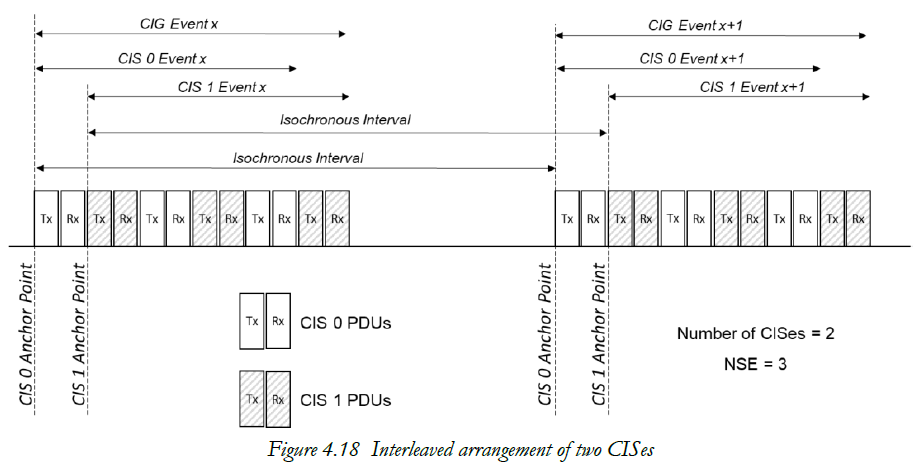 CIG Event x
CIG Event x+1
CIS 0 Event x
CIS 0 Event x+1
CIS 1 Event x
CIS 1 Event x+1
Isochronous Interval
Isochronous Interval
Tx Rx Tx Rx Tx Rx Tx Rx Tx Rx Tx Rx
Tx Rx Tx Rx Tx Rx Tx Rx Tx Rx Tx Rx
CIS 0 Anchor Point
CIS 1 Anchor Point
CIS 0 Anchor Point
CIS 1 Anchor Point
Tx Rx CIS 0 PDUs
Tx Rx CIS 1 PDUs
Number of CISes = 2
NSE = 3
Figure 4.18 Interleaved arrangement of two CISes